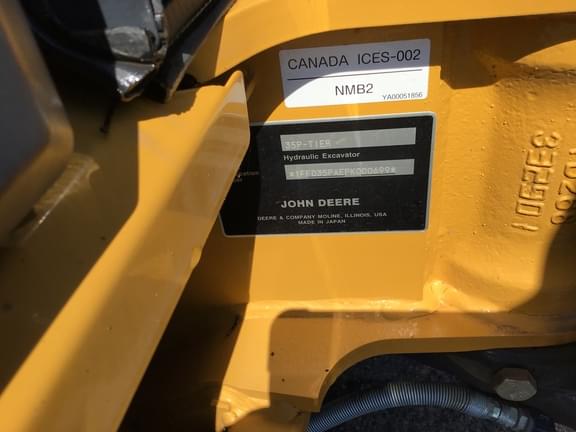 CANADA ICES-002
NMB2
YA00051856
35P-TIER
Hydraulic Excavator
*1FF035PAEPK000699*
JOHN DEERE
DEERE & COMPANY MOLINE, ILLINOIS, USA
MADE IN JAPAN